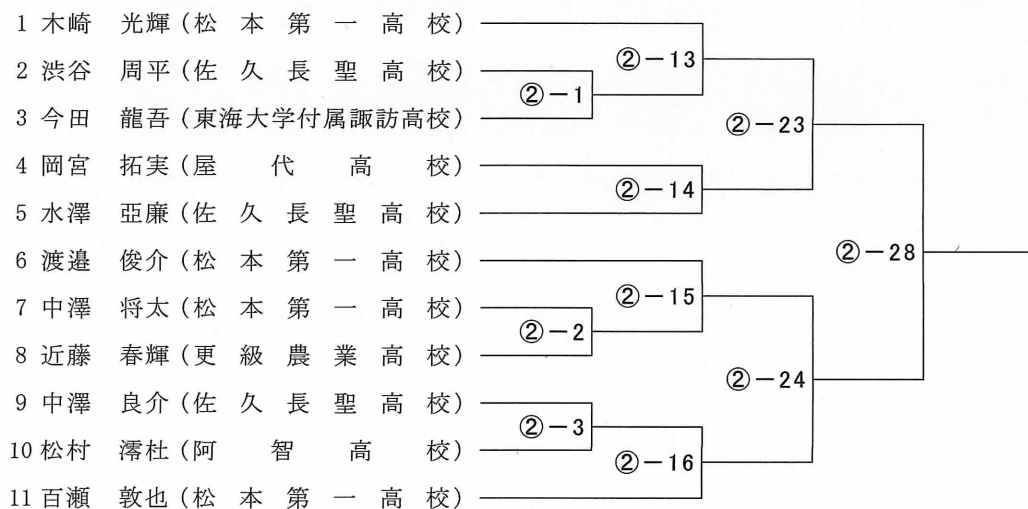 1 木崎 光輝 (松本第一高校)
②-13
2 渋谷 周平 (佐久長聖高校)
②-1
3 今田 龍吾 (東海大学付属諏訪高校)
②-23
4 岡宮 拓実 (屋代高校)
②-14
5 水澤 亞廉 (佐久長聖高校)
②-28
6 渡邉 俊介 (松本第一高校)
②-15
7 中澤 将太 (松本第一高校)
②-2
8 近藤 春輝 (更級農業高校)
②-24
9 中澤 良介 (佐久長聖高校)
②-3
10 松村 澪杜 (阿智高校)
②-16
11 百瀬 敦也 (松本第一高校)